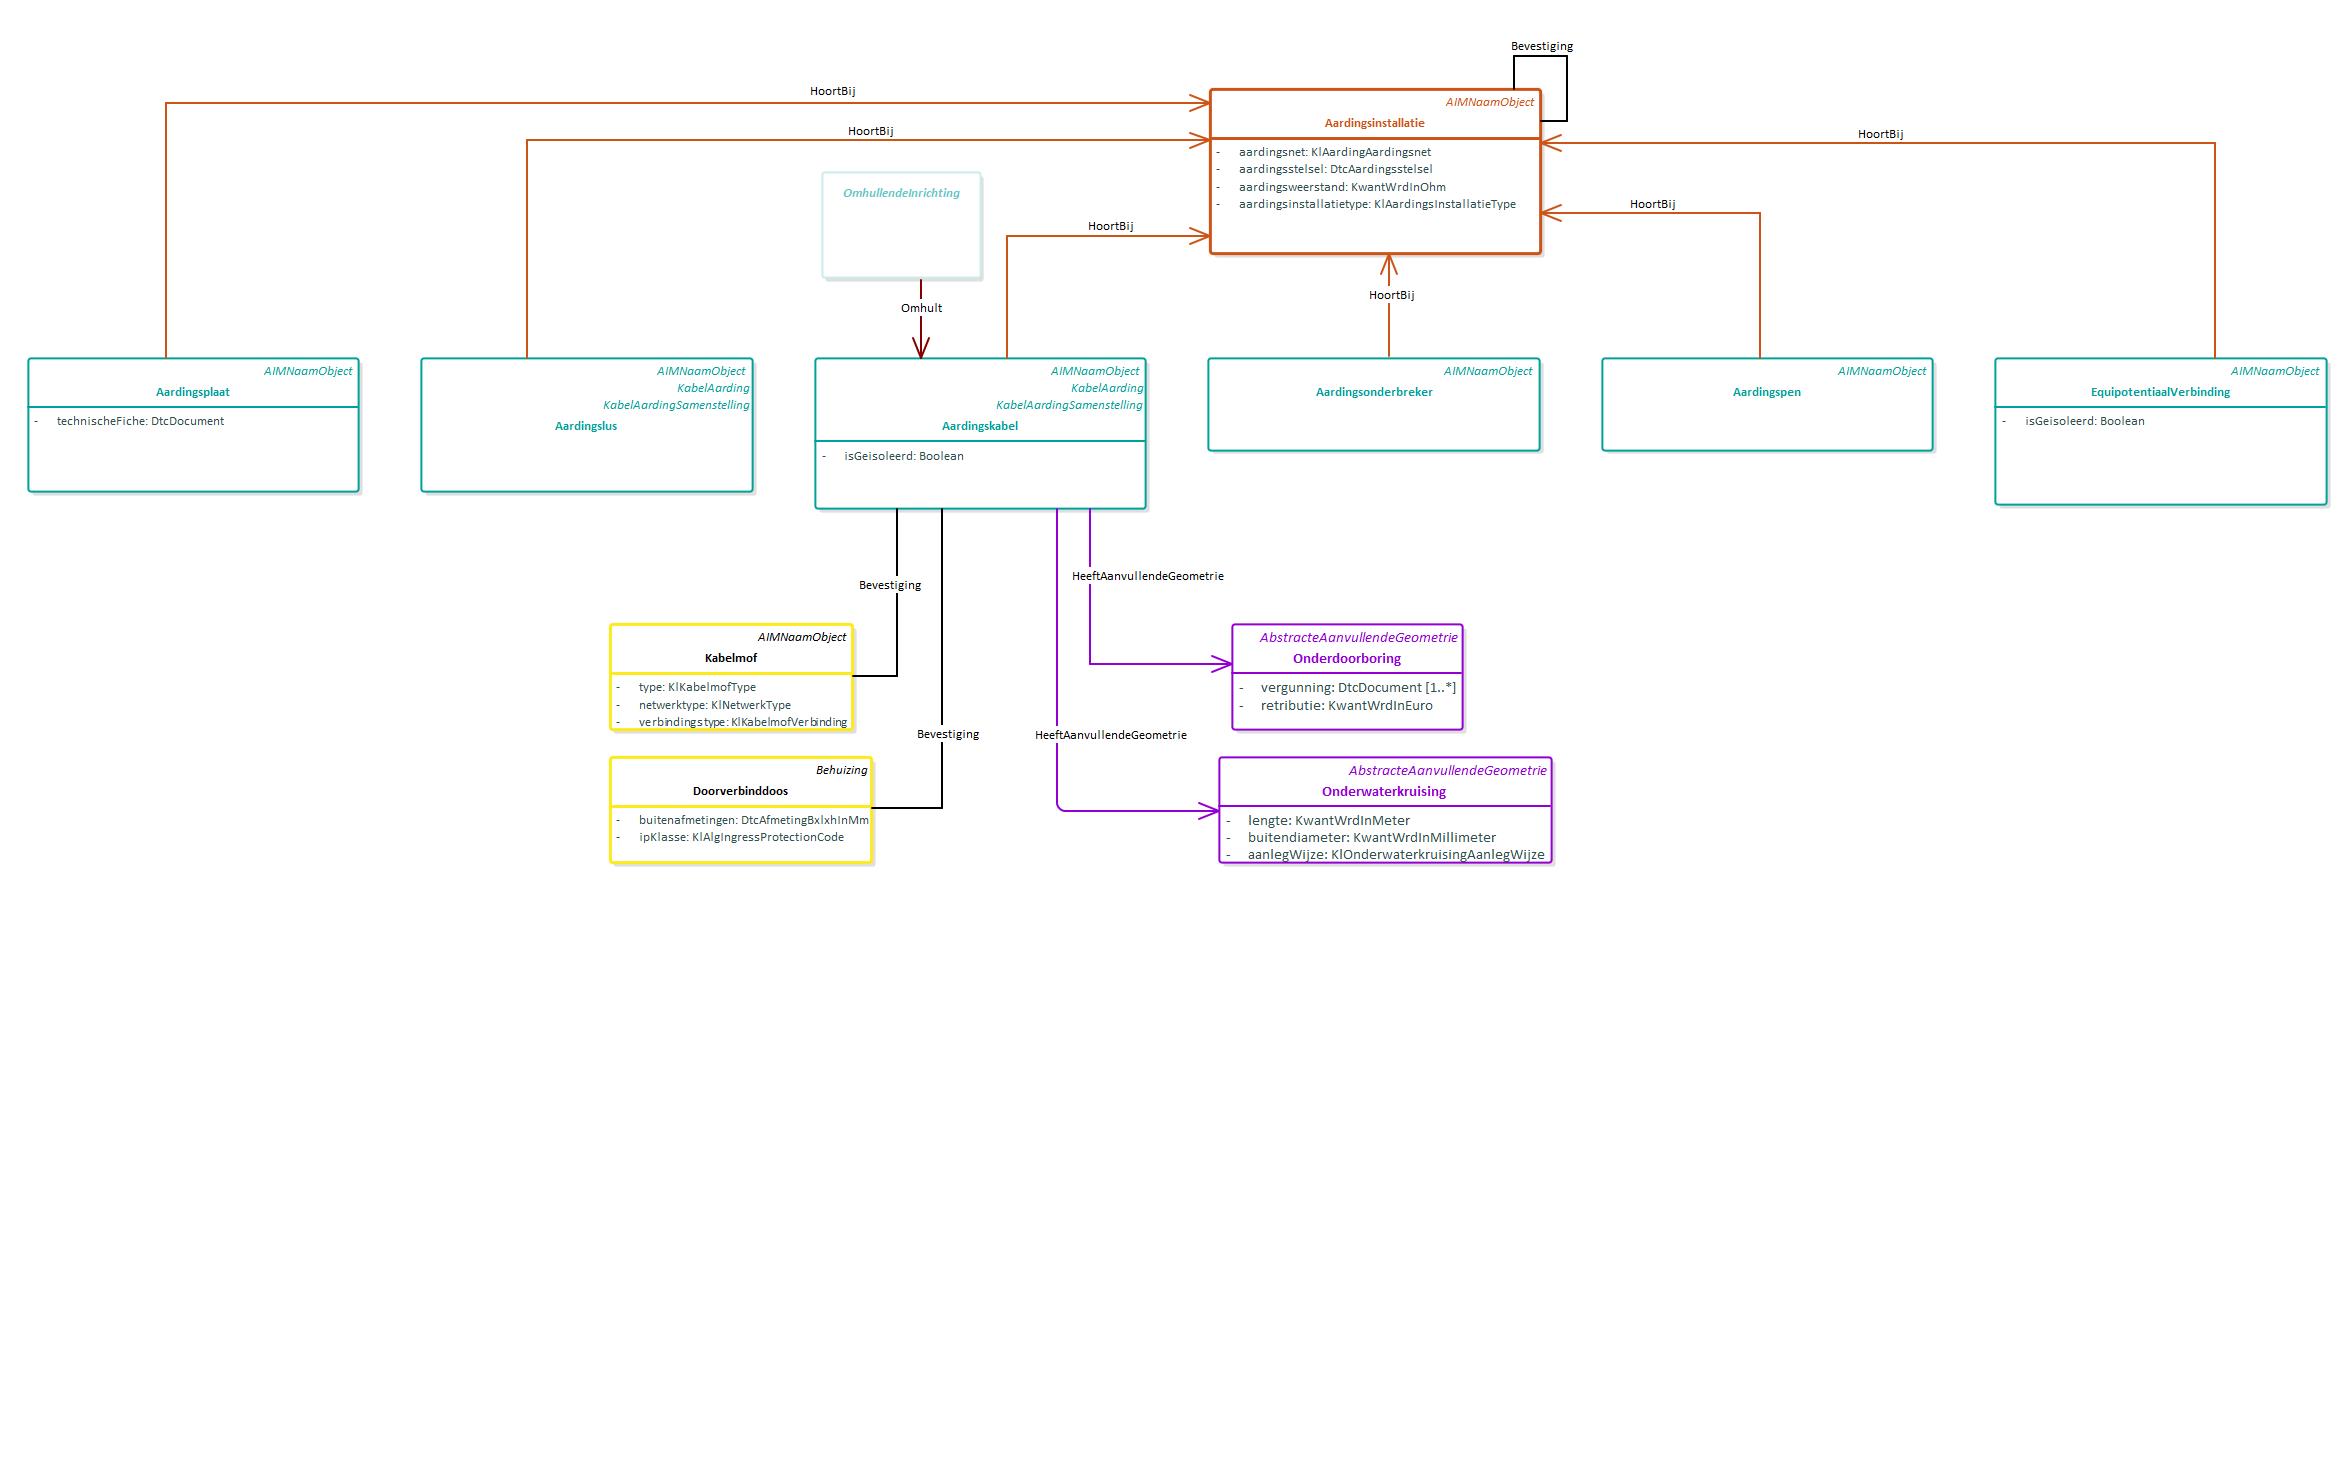 Bevestiging
HoortBij
AIMNaamObject
Aardingsinstallatie
- aardingsnet: KlAardingAardingsnet
- aardingsstelsel: DtcAardingsstelsel
- aardingsweerstand: KwantWrdInOhm
- aardingsinstallatietype: KlAardingsInstallatieType
HoortBij
HoortBij
OmhullendeInrichting
HoortBij
HoortBij
Omhult
HoortBij
AIMNaamObject
Aardingsplaat
- technischeFiche: DtcDocument
AIMNaamObject
KabelAarding
KabelAardingSamenstelling
Aardingslus
AIMNaamObject
KabelAarding
KabelAardingSamenstelling
Aardingskabel
- isGeisoleerd: Boolean
AIMNaamObject
Aardingsonderbreker
AIMNaamObject
Aardingspen
AIMNaamObject
EquipotentiaalVerbinding
- isGeisoleerd: Boolean
Bevestiging
HeeftAanvullendeGeometrie
AIMNaamObject
Kabelmof
- type: KlKabelmofType
- netwerktype: KlNetwerkType
- verbindingstype: KlKabelmofVerbinding
AbstracteAanvullendeGeometrie
Onderdoorboring
- vergunning: DtcDocument [1..*]
- retributie: KwantWrdInEuro
Bevestiging
HeeftAanvullendeGeometrie
Behuizing
Doorverbinddoos
- buitenafmetingen: DtcAfmetingBxlxhInMm
- ipKlasse: KlAlgIngressProtectionCode
AbstracteAanvullendeGeometrie
Onderwaterkruising
- lengte: KwantWrdInMeter
- buitendiameter: KwantWrdInMillimeter
- aanlegWijze: KlOnderwaterkruisingAanlegWijze